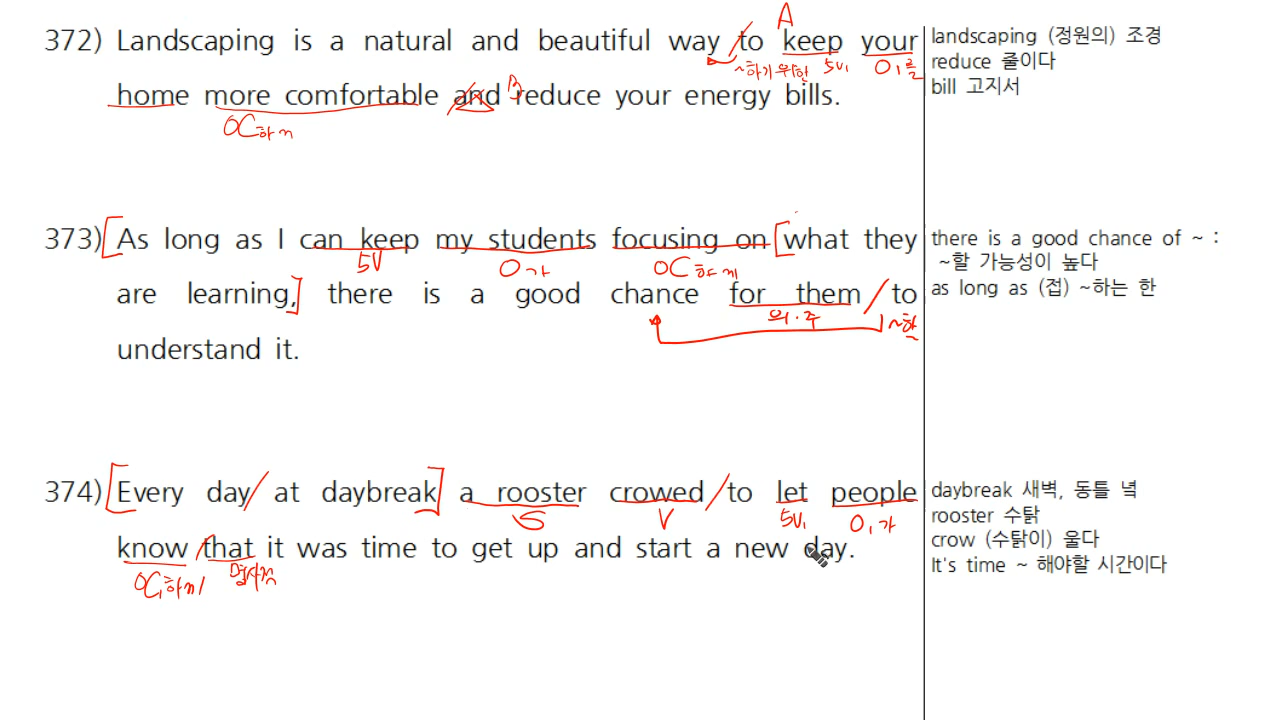 A
372) Landscaping is a natural and beautiful way to keep your
~하기 위한 5V₁ O₁를
home more comfortable and reduce your energy bills.
B
OC하게
landscaping (정원의) 조경
reduce 줄이다
bill 고지서
373) [As long as I can keep my students focusing on [what they
5V O가 OC하게
are learning,] there is a good chance for them / to
의·주 ~할
understand it.
there is a good chance of ~ :
~할 가능성이 높다
as long as (접) ~하는 한
374) [Every day / at daybreak] a rooster crowed / to let people
S V 5V₁ O₁가
know / that it was time to get up and start a new day.
OC₁하게 명사절
daybreak 새벽, 동틀 녘
rooster 수탉
crow (수탉이) 울다
It's time ~ 해야할 시간이다